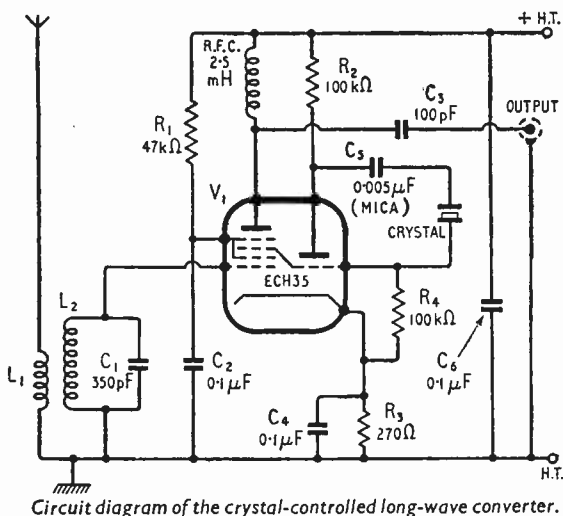 + H.T.
R.F.C.
2·5
mH
R2
100kΩ
C3
100pF
OUTPUT
R1
47kΩ
C5
0·005μF
(MICA)
CRYSTAL
V1
ECH35
L2
C1
350pF
L1
R4
100kΩ
C2
0·1μF
C6
0·1μF
C4
0·1μF
R3
270Ω
H.T.
Circuit diagram of the crystal-controlled long-wave converter.